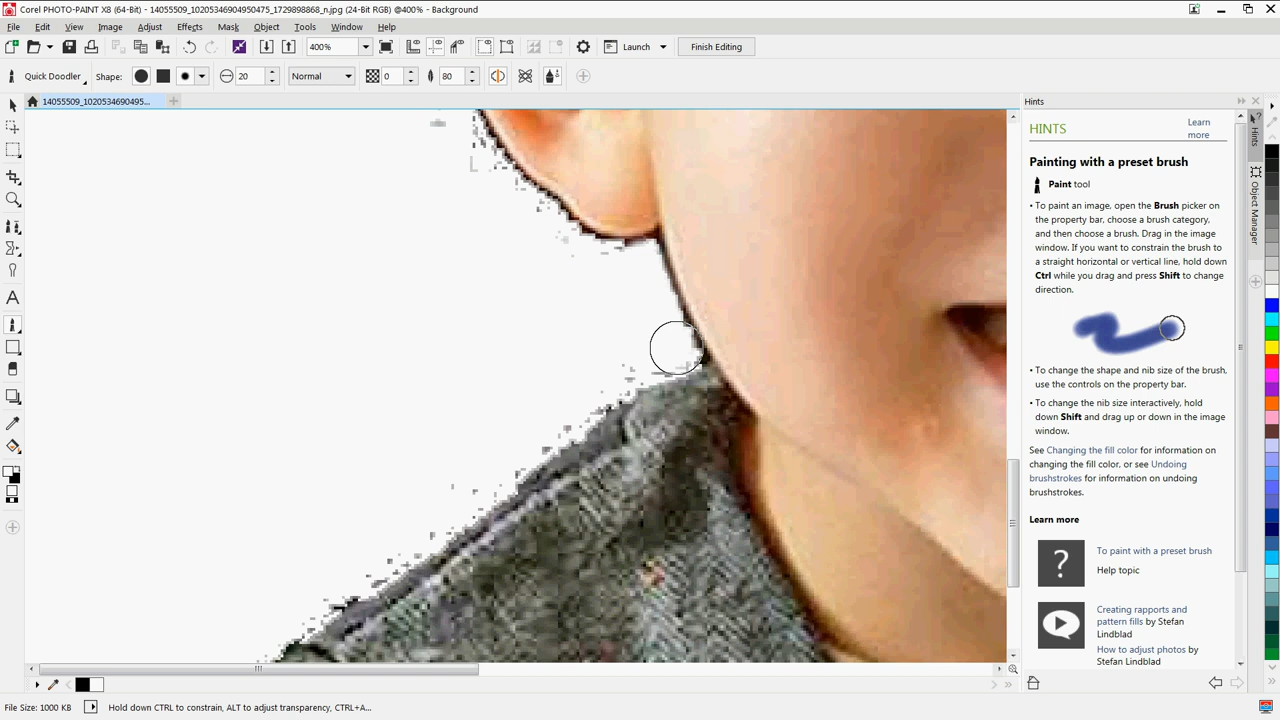 Corel PHOTO-PAINT X8 (64-Bit) - 14055509_10205346904950475_1729898868_n.jpg (24-Bit RGB) @400% - Background
File Edit View Image Adjust Effects Mask Object Tools Window Help
400% Launch Finish Editing
Quick Doodler Shape: 20 Normal 0 80
14055509_1020534690495...
Hints
HINTS
Learn
more
Painting with a preset brush
Paint tool
• To paint an image, open the Brush picker on
the property bar, choose a brush category,
and then choose a brush. Drag in the image
window. If you want to constrain the brush to
a straight horizontal or vertical line, hold down
Ctrl while you drag and press Shift to change
direction.
• To change the shape and nib size of the brush,
use the controls on the property bar.
• To change the nib size interactively, hold
down Shift and drag up or down in the image
window.
See Changing the fill color for information on
changing the fill color, or see Undoing
brushstrokes for information on undoing
brushstrokes.
Learn more
?
To paint with a preset brush
Help topic
Creating rapports and
pattern fills by Stefan
Lindblad
How to adjust photos by
Stefan Lindblad
Hints
Object Manager
File Size: 1000 KB Hold down CTRL to constrain, ALT to adjust transparency, CTRL+A...